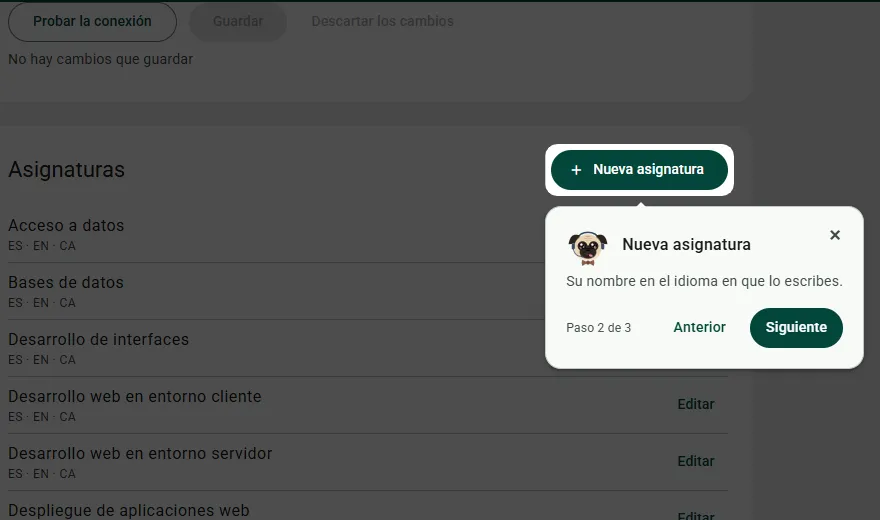 Probar la conexión
Guardar
Descartar los cambios
No hay cambios que guardar
Asignaturas
+ Nueva asignatura
Acceso a datos
ES · EN · CA
Nueva asignatura
×
Su nombre en el idioma en que lo escribes.
Paso 2 de 3
Anterior
Siguiente
Bases de datos
ES · EN · CA
Desarrollo de interfaces
ES · EN · CA
Desarrollo web en entorno cliente
ES · EN · CA
Editar
Desarrollo web en entorno servidor
ES · EN · CA
Editar
Despliegue de aplicaciones web
Editar